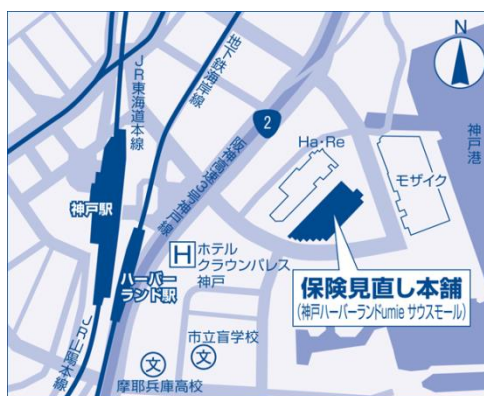 N
JR東海道本線
地下鉄海岸線
2
阪神高速3号神戸線
Ha・Re
モザイク
神戸港
神戸駅
ハーバー
ランド駅
H
ホテル
クラウンパレス
神戸
保険見直し本舗
(神戸ハーバーランドumie サウスモール)
JR山陽本線
市立盲学校
文
文
摩耶兵庫高校